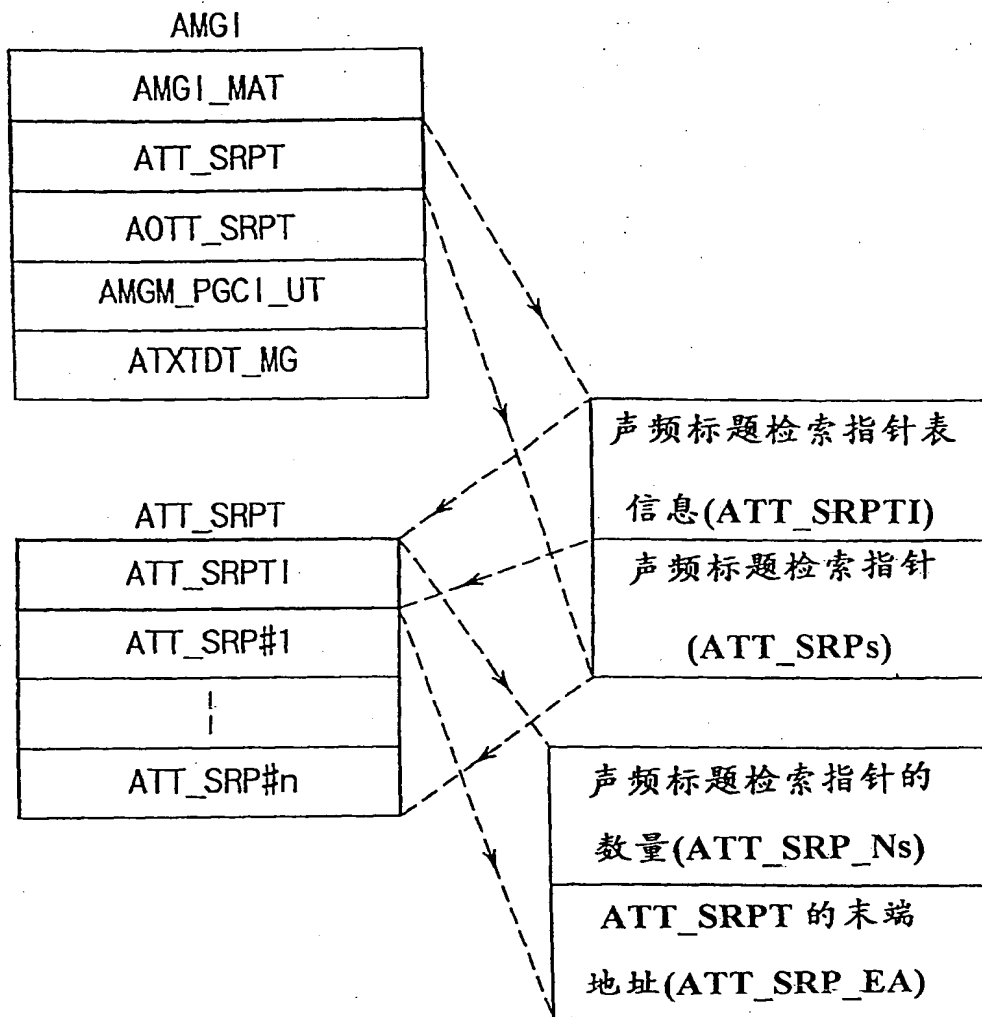 AMGI
AMGI_MAT
ATT_SRPT
AOTT_SRPT
AMGM_PGCI_UT
ATXTDT_MG
声频标题检索指针表
信息(ATT_SRPTI)
声频标题检索指针
(ATT_SRPs)
ATT_SRPT
ATT_SRPTI
ATT_SRP#1
ATT_SRP#n
声频标题检索指针的
数量(ATT_SRP_Ns)
ATT_SRPT 的末端
地址(ATT_SRP_EA)